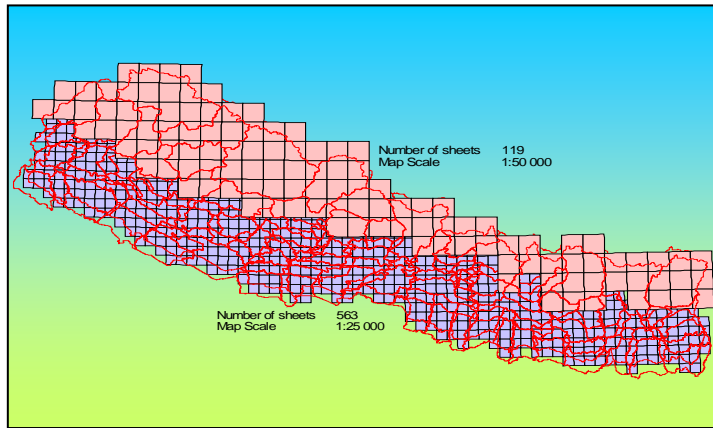 Number of sheets 119
Map Scale 1:50 000
Number of sheets 563
Map Scale 1:25 000